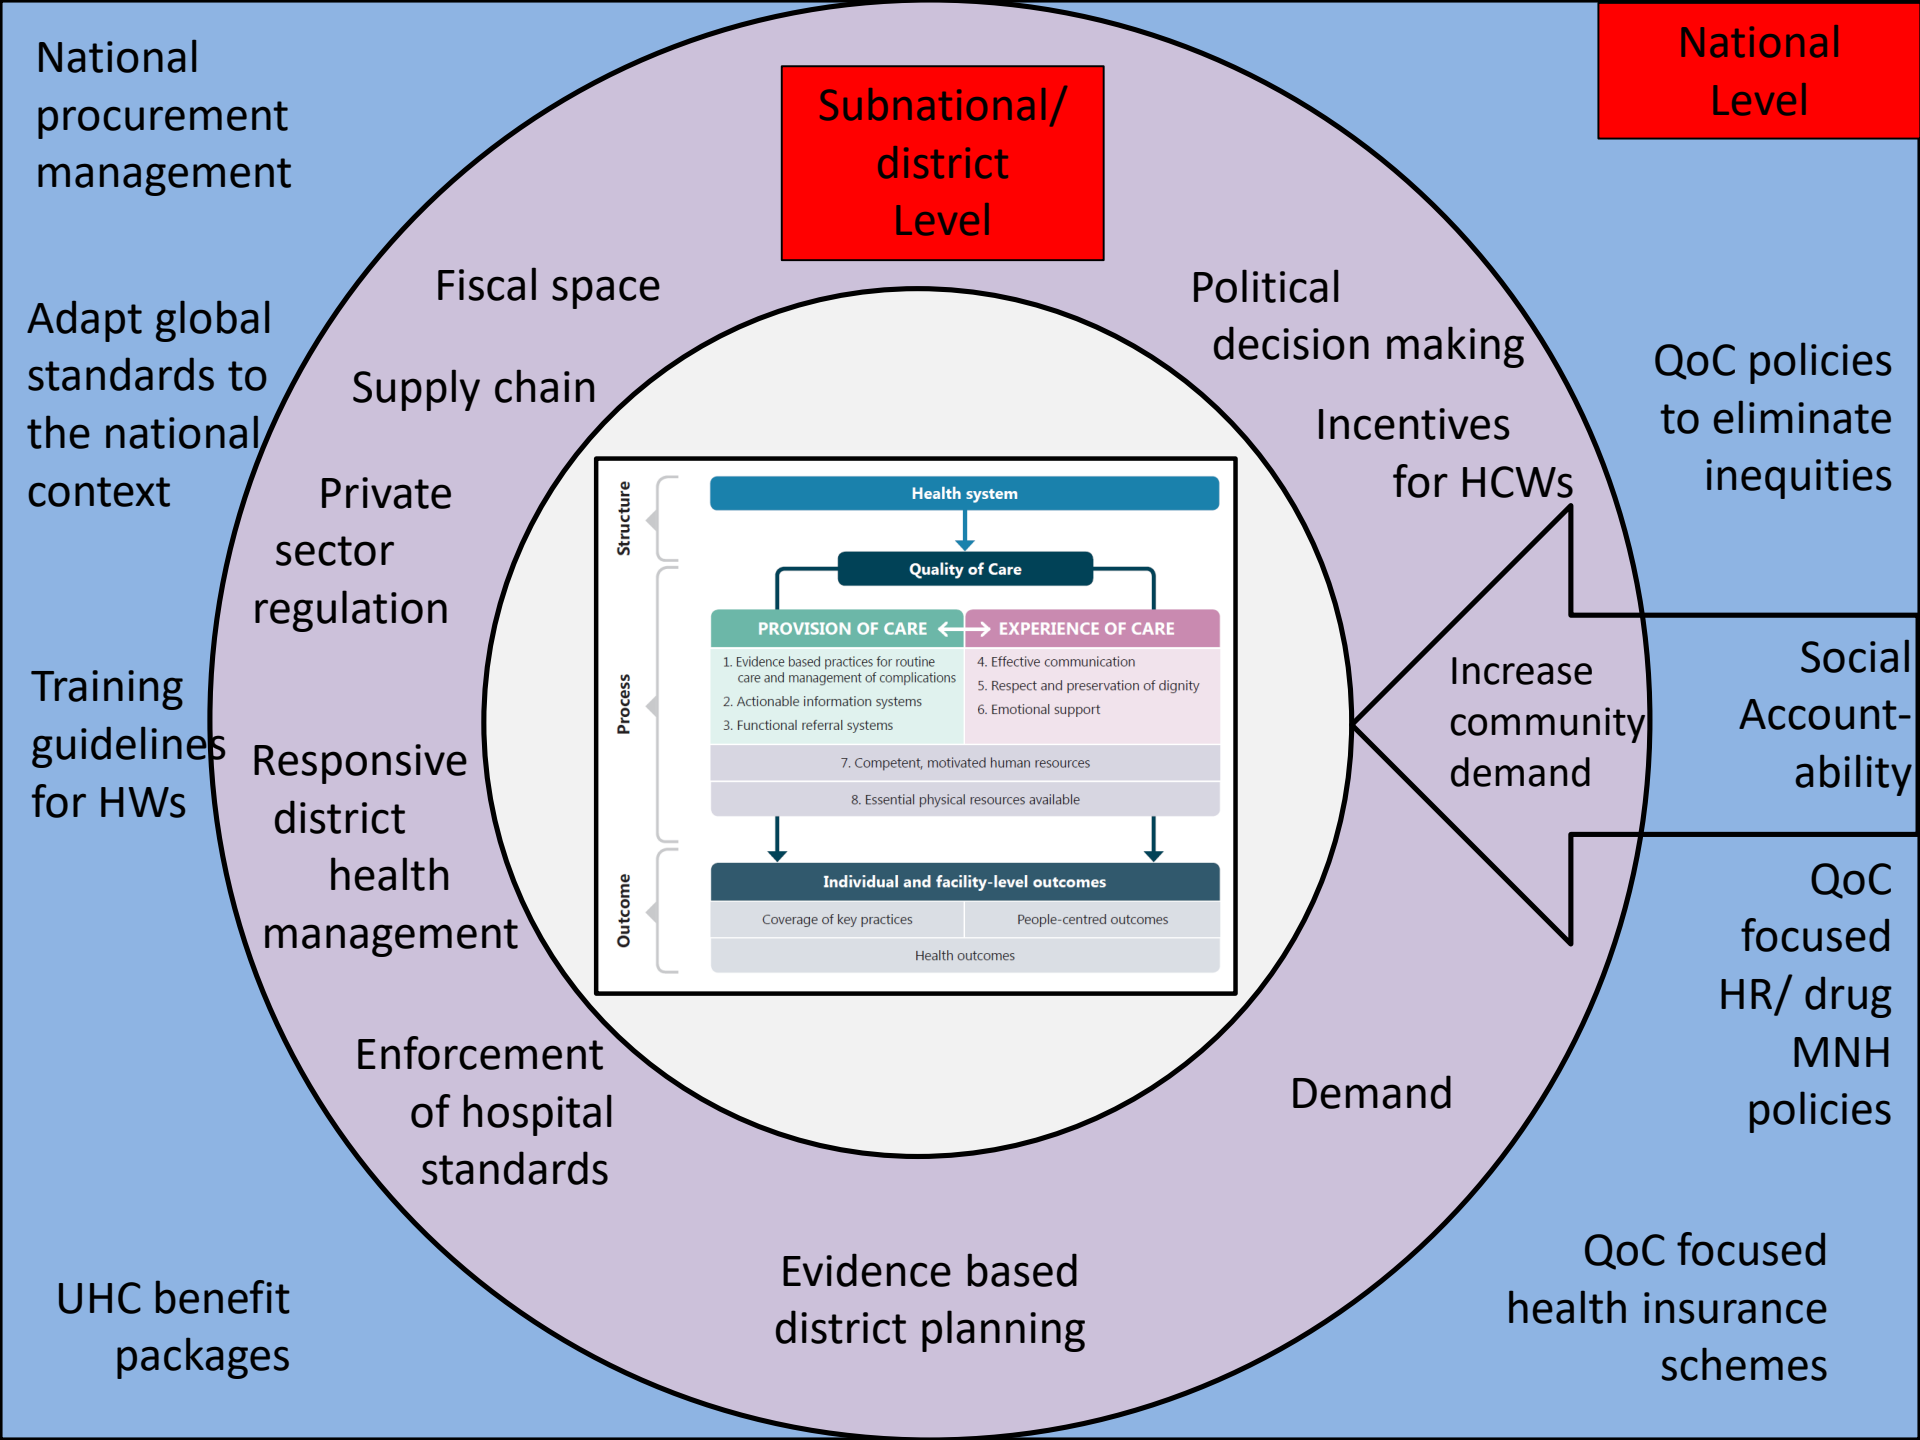 National
procurement
management
Adapt global
standards to
the national
context
Training
guidelines
for HWs
UHC benefit
packages
Subnational/
district
Level
Fiscal space
Supply chain
Private
sector
regulation
Responsive
district
health
management
Enforcement
of hospital
standards
Evidence based
district planning
Political
decision making
Incentives
for HCWs
Increase
community
demand
Demand
Structure
Health system
Quality of Care
Process
PROVISION OF CARE
EXPERIENCE OF CARE
1. Evidence based practices for routine
care and management of complications
2. Actionable information systems
3. Functional referral systems
4. Effective communication
5. Respect and preservation of dignity
6. Emotional support
7. Competent, motivated human resources
8. Essential physical resources available
Outcome
Individual and facility-level outcomes
Coverage of key practices
People-centred outcomes
Health outcomes
National
Level
QoC policies
to eliminate
inequities
Social
Account-
ability
QoC
focused
HR/ drug
MNH
policies
QoC focused
health insurance
schemes